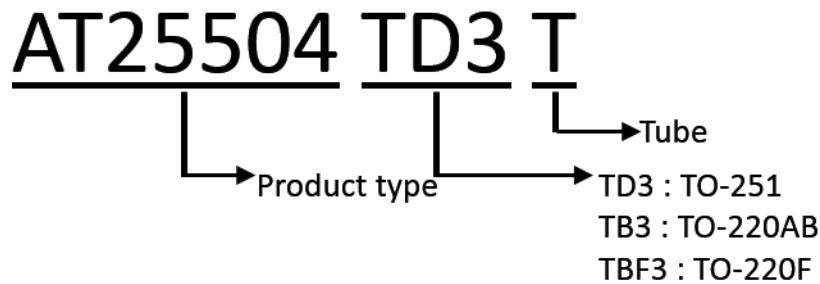 AT25504 TD3 T
Tube
Product type
TD3 : TO-251
TB3 : TO-220AB
TBF3 : TO-220F